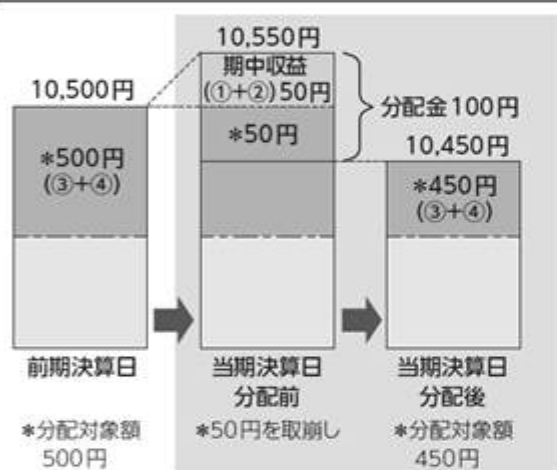 10,550円
期中収益
(①+②)50円
10,500円
分配金100円
*50円
10,450円
*500円
(③+④)
*450円
(③+④)
前期決算日
当期決算日
分配前
当期決算日
分配後
*分配対象額
500円
*50円を取崩し
*分配対象額
450円